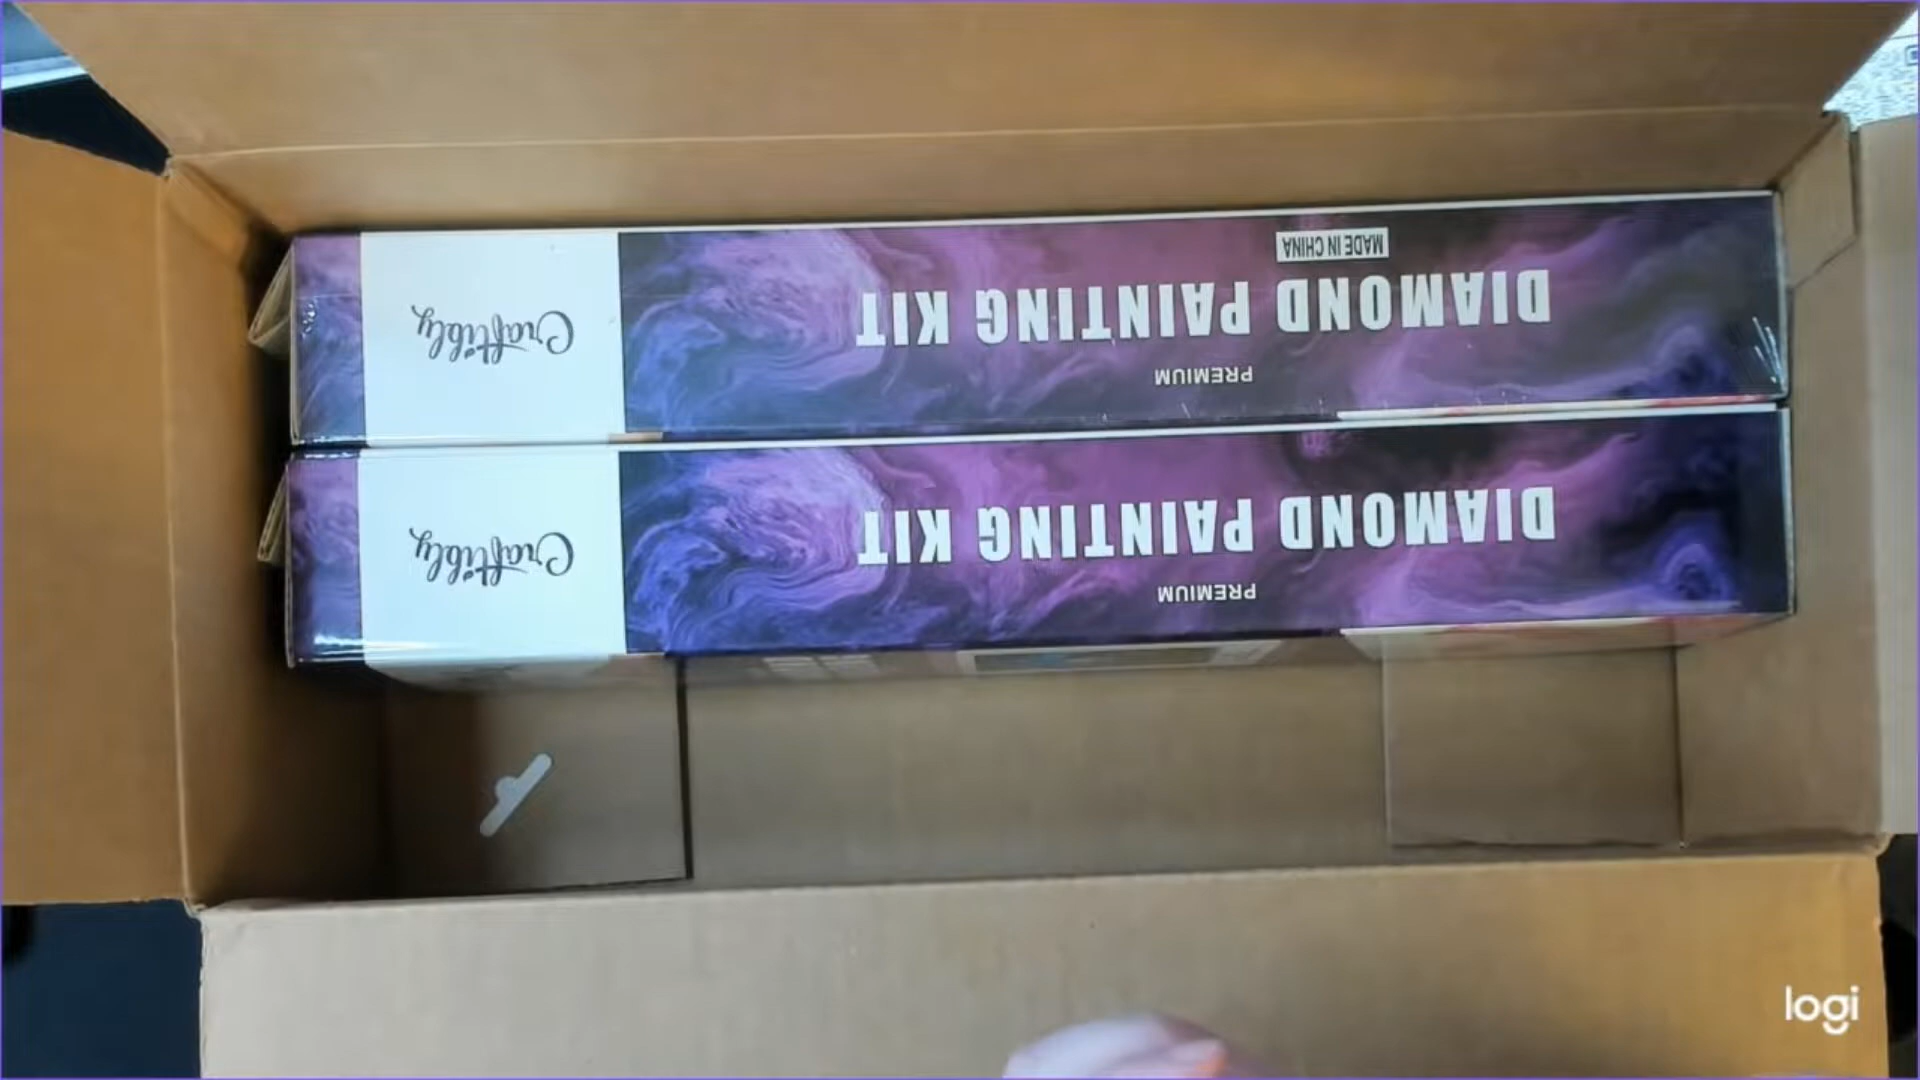 Craftibly
PREMIUM
DIAMOND PAINTING KIT
MADE IN CHINA
Craftibly
PREMIUM
DIAMOND PAINTING KIT
logi